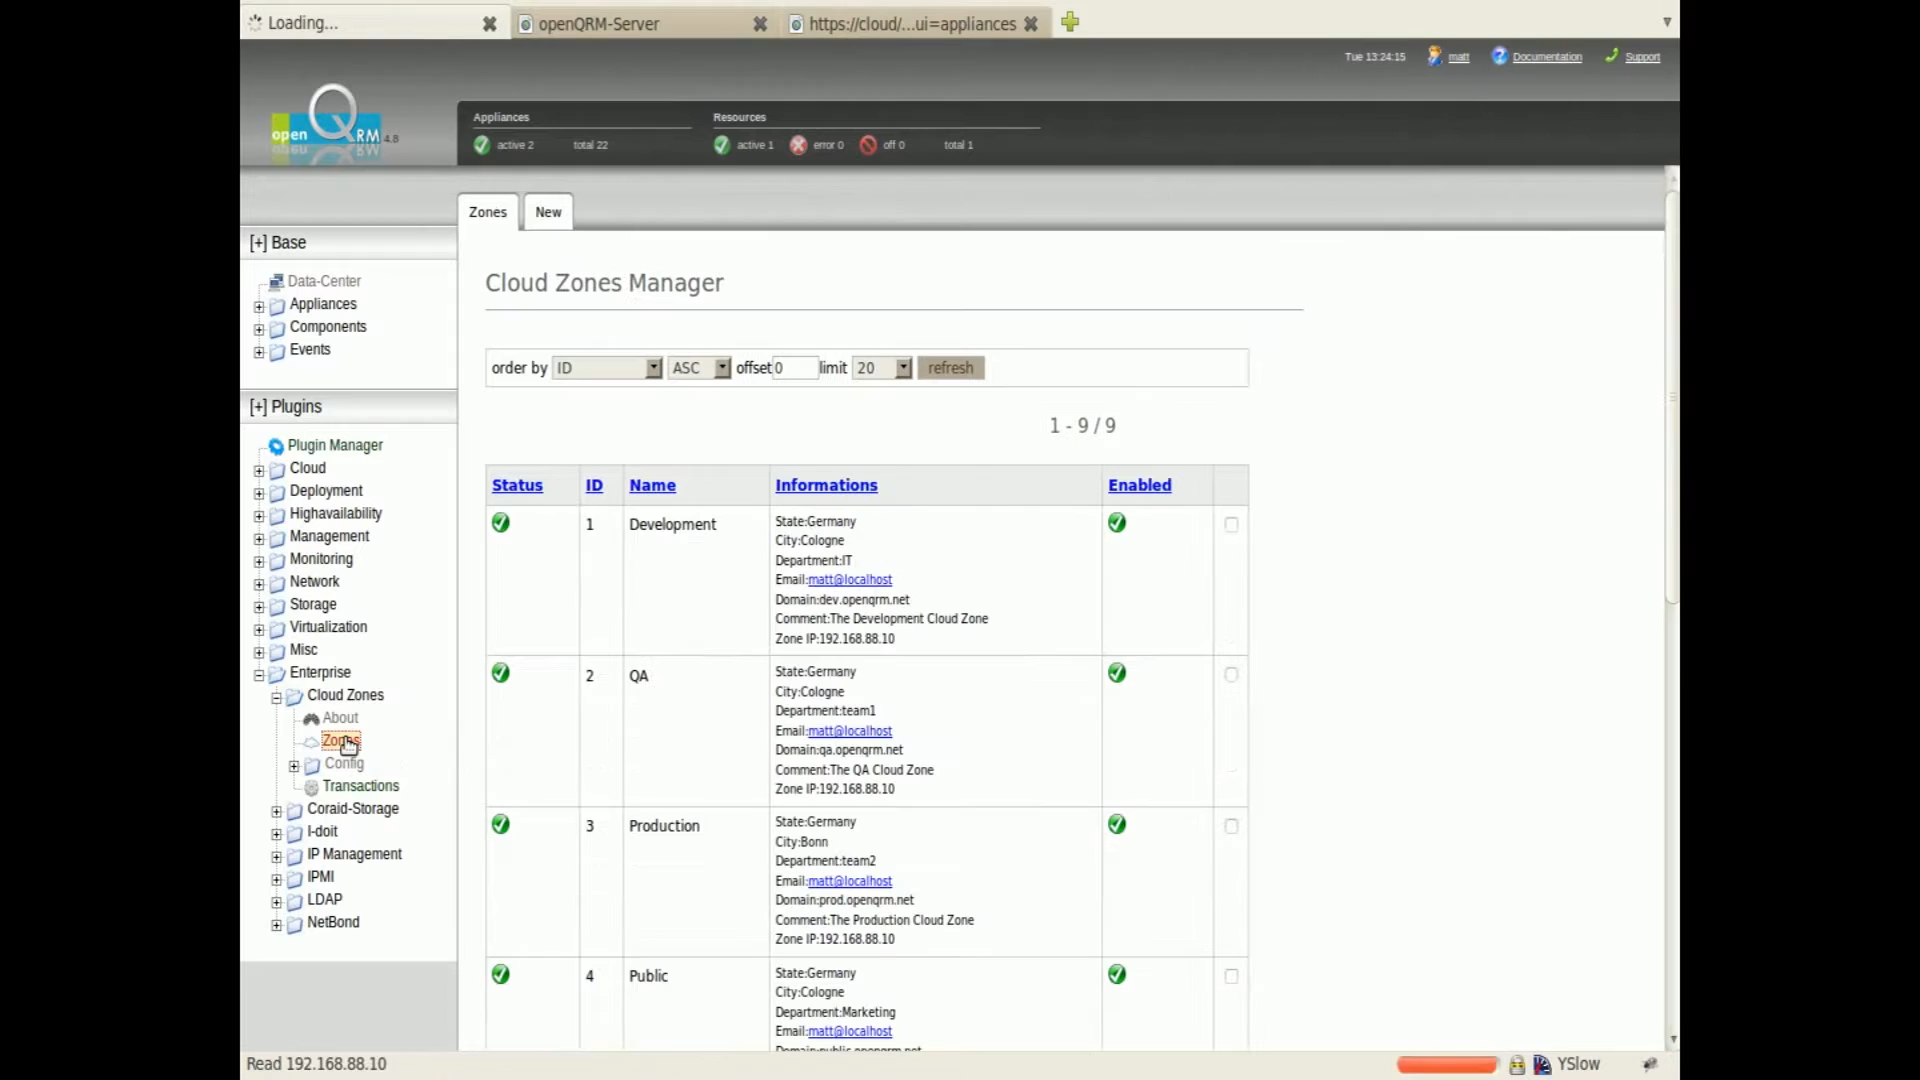 Loading...
openQRM-Server
https://cloud/...ui=appliances
Tue 13:24:15
matt
Documentation
Support
open QRM 4.8
Appliances
active 2
total 22
Resources
active 1
error 0
off 0
total 1
Zones
New
[+] Base
Data-Center
Appliances
Components
Events
[+] Plugins
Plugin Manager
Cloud
Deployment
Highavailability
Management
Monitoring
Network
Storage
Virtualization
Misc
Enterprise
Cloud Zones
About
Zones
Config
Transactions
Coraid-Storage
I-doit
IP Management
IPMI
LDAP
NetBond
Cloud Zones Manager
order by ID ASC offset 0 limit 20 refresh
1 - 9 / 9
Status ID Name Informations Enabled
1 Development
State:Germany
City:Cologne
Department:IT
Email:matt@localhost
Domain:dev.openqrm.net
Comment:The Development Cloud Zone
Zone IP:192.168.88.10
2 QA
State:Germany
City:Cologne
Department:team1
Email:matt@localhost
Domain:qa.openqrm.net
Comment:The QA Cloud Zone
Zone IP:192.168.88.10
3 Production
State:Germany
City:Bonn
Department:team2
Email:matt@localhost
Domain:prod.openqrm.net
Comment:The Production Cloud Zone
Zone IP:192.168.88.10
4 Public
State:Germany
City:Cologne
Department:Marketing
Email:matt@localhost
Domain:public.openqrm.net
Read 192.168.88.10
YSlow